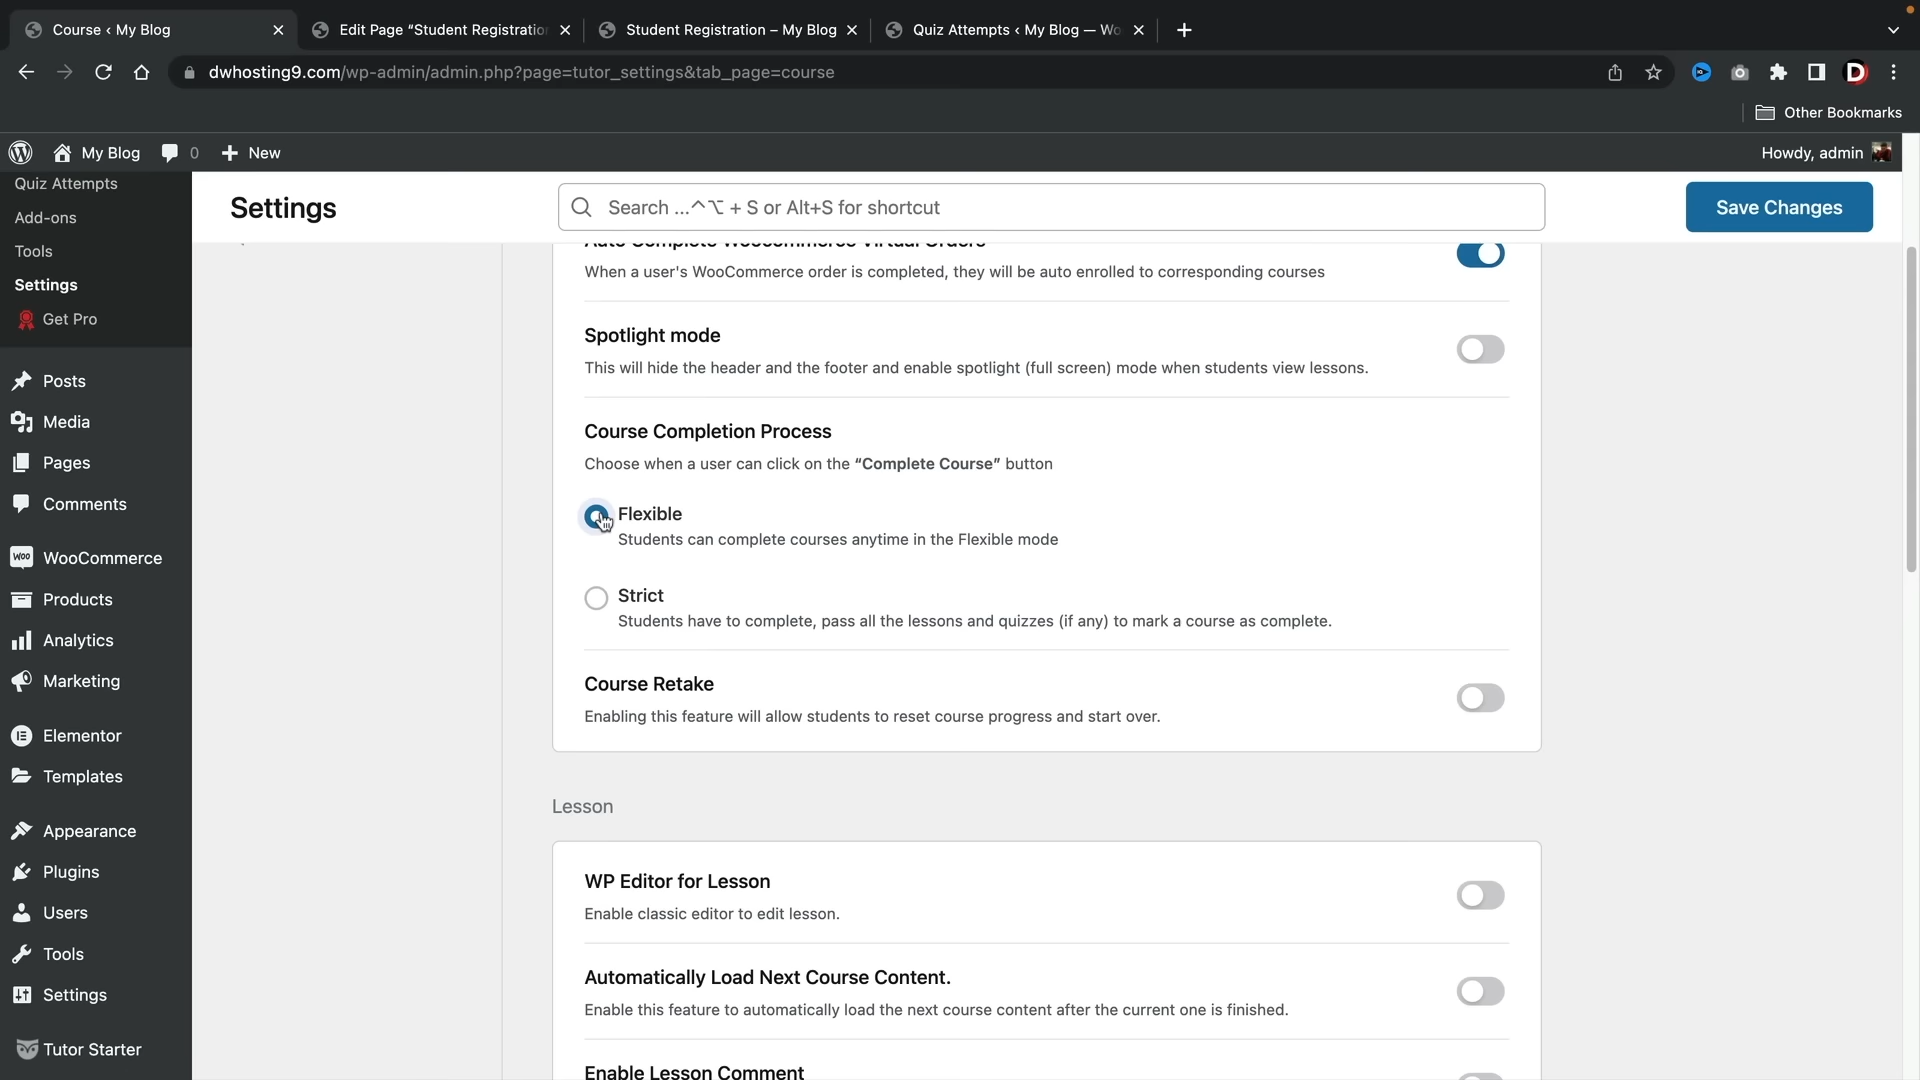 Course ‹ My Blog
Edit Page “Student Registratio
Student Registration – My Blog
Quiz Attempts ‹ My Blog — Wo
dwhosting9.com/wp-admin/admin.php?page=tutor_settings&tab_page=course
Other Bookmarks
My Blog
0
New
Howdy, admin
Quiz Attempts
Add-ons
Tools
Settings
Get Pro
Posts
Media
Pages
Comments
WooCommerce
Products
Analytics
Marketing
Elementor
Templates
Appearance
Plugins
Users
Tools
Settings
Tutor Starter
Settings
Search ...^⌥ + S or Alt+S for shortcut
Save Changes
Auto Complete WooCommerce Virtual Orders
When a user's WooCommerce order is completed, they will be auto enrolled to corresponding courses
Spotlight mode
This will hide the header and the footer and enable spotlight (full screen) mode when students view lessons.
Course Completion Process
Choose when a user can click on the “Complete Course” button
Flexible
Students can complete courses anytime in the Flexible mode
Strict
Students have to complete, pass all the lessons and quizzes (if any) to mark a course as complete.
Course Retake
Enabling this feature will allow students to reset course progress and start over.
Lesson
WP Editor for Lesson
Enable classic editor to edit lesson.
Automatically Load Next Course Content.
Enable this feature to automatically load the next course content after the current one is finished.
Enable Lesson Comment